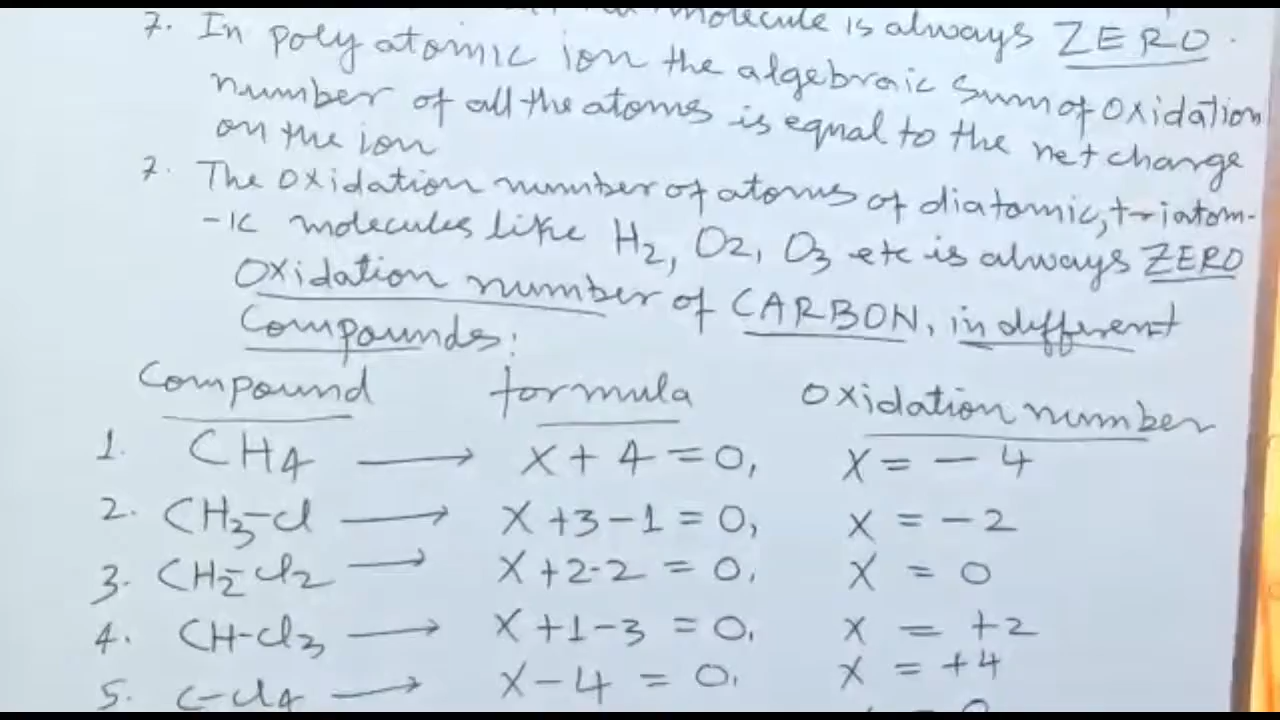 molecule is always ZERO.
7. In poly atomic ion the algebraic sum of oxidation
number of all the atoms is equal to the net charge
on the ion
7. The oxidation number of atoms of diatomic, triatom-
-ic molecules like H2, O2, O3 etc is always ZERO
Oxidation number of CARBON, in different
Compounds:
Compound formula Oxidation number
1. CH4 → x + 4 = 0, x = - 4
2. CH3-Cl → x + 3 - 1 = 0, x = - 2
3. CH2-Cl2 → x + 2 - 2 = 0, x = 0
4. CH-Cl3 → x + 1 - 3 = 0, x = +2
5. C-Cl4 → x - 4 = 0, x = +4